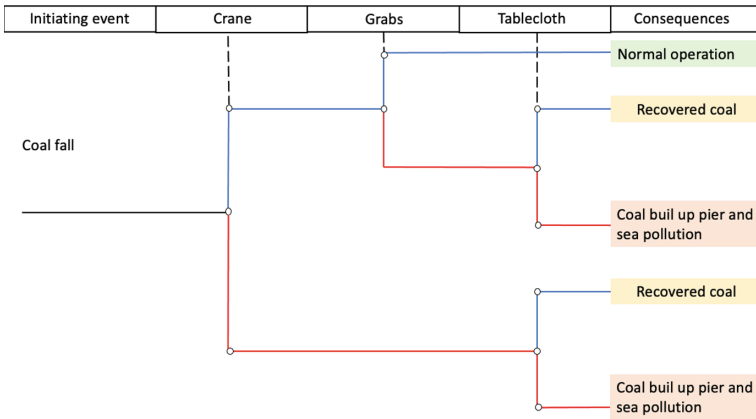 Initiating event Crane Grabs Tablecloth Consequences
Normal operation
Recovered coal
Coal fall
Coal buil up pier and
sea pollution
Recovered coal
Coal buil up pier and
sea pollution